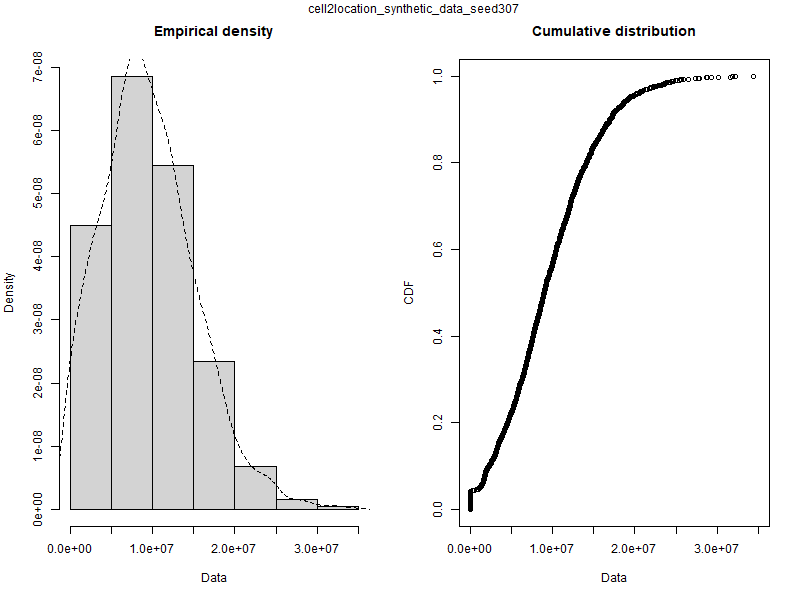 cell2location_synthetic_data_seed307
Empirical density
Density
0e+00 1e-08 2e-08 3e-08 4e-08 5e-08 6e-08 7e-08
0.0e+00 1.0e+07 2.0e+07 3.0e+07
Data
Cumulative distribution
CDF
0.0 0.2 0.4 0.6 0.8 1.0
0.0e+00 1.0e+07 2.0e+07 3.0e+07
Data